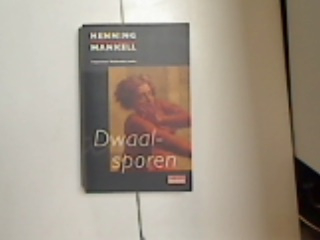 HENNING
MANKELL
Dwaal-
sporen